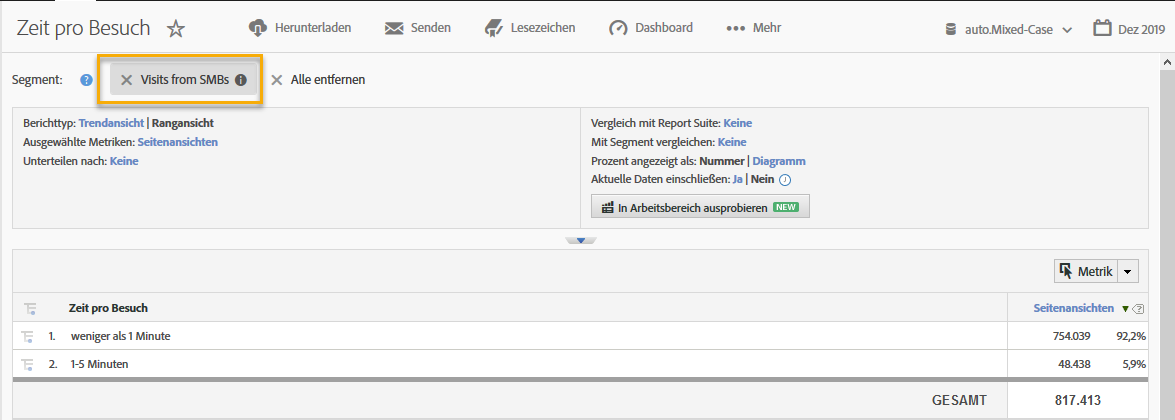 Zeit pro Besuch Herunterladen Senden Lesezeichen Dashboard Mehr auto.Mixed-Case Dez 2019
Segment: Visits from SMBs Alle entfernen
Berichttyp: Trendansicht | Rangansicht
Ausgewählte Metriken: Seitenansichten
Unterteilen nach: Keine
Vergleich mit Report Suite: Keine
Mit Segment vergleichen: Keine
Prozent angezeigt als: Nummer | Diagramm
Aktuelle Daten einschließen: Ja | Nein
In Arbeitsbereich ausprobieren NEW
Metrik
Zeit pro Besuch Seitenansichten
1. weniger als 1 Minute 754.039 92,2%
2. 1-5 Minuten 48.438 5,9%
GESAMT 817.413